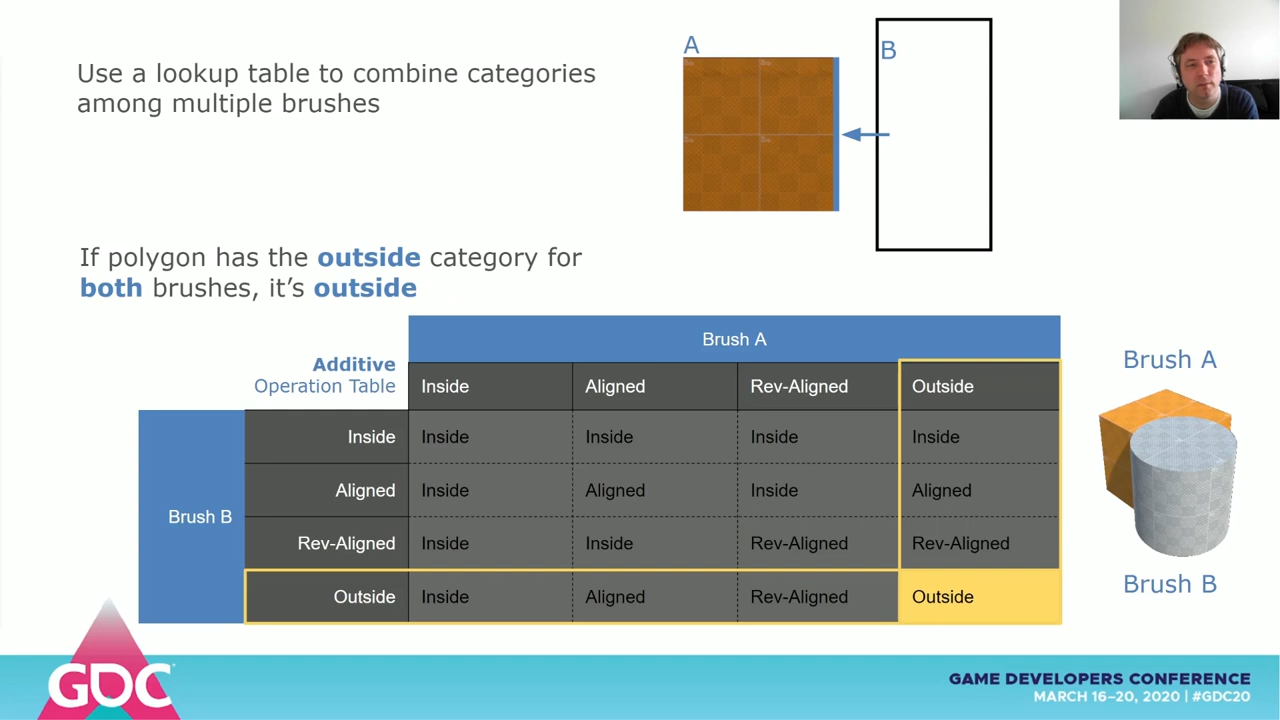 Use a lookup table to combine categories
among multiple brushes
A
B
If polygon has the outside category for
both brushes, it's outside
Additive
Operation Table
Brush A
Inside Aligned Rev-Aligned Outside
Brush B
Inside Inside Inside Inside Inside
Aligned Inside Aligned Inside Aligned
Rev-Aligned Inside Inside Rev-Aligned Rev-Aligned
Outside Inside Aligned Rev-Aligned Outside
Brush A
Brush B
GDC
GAME DEVELOPERS CONFERENCE
MARCH 16–20, 2020 | #GDC20